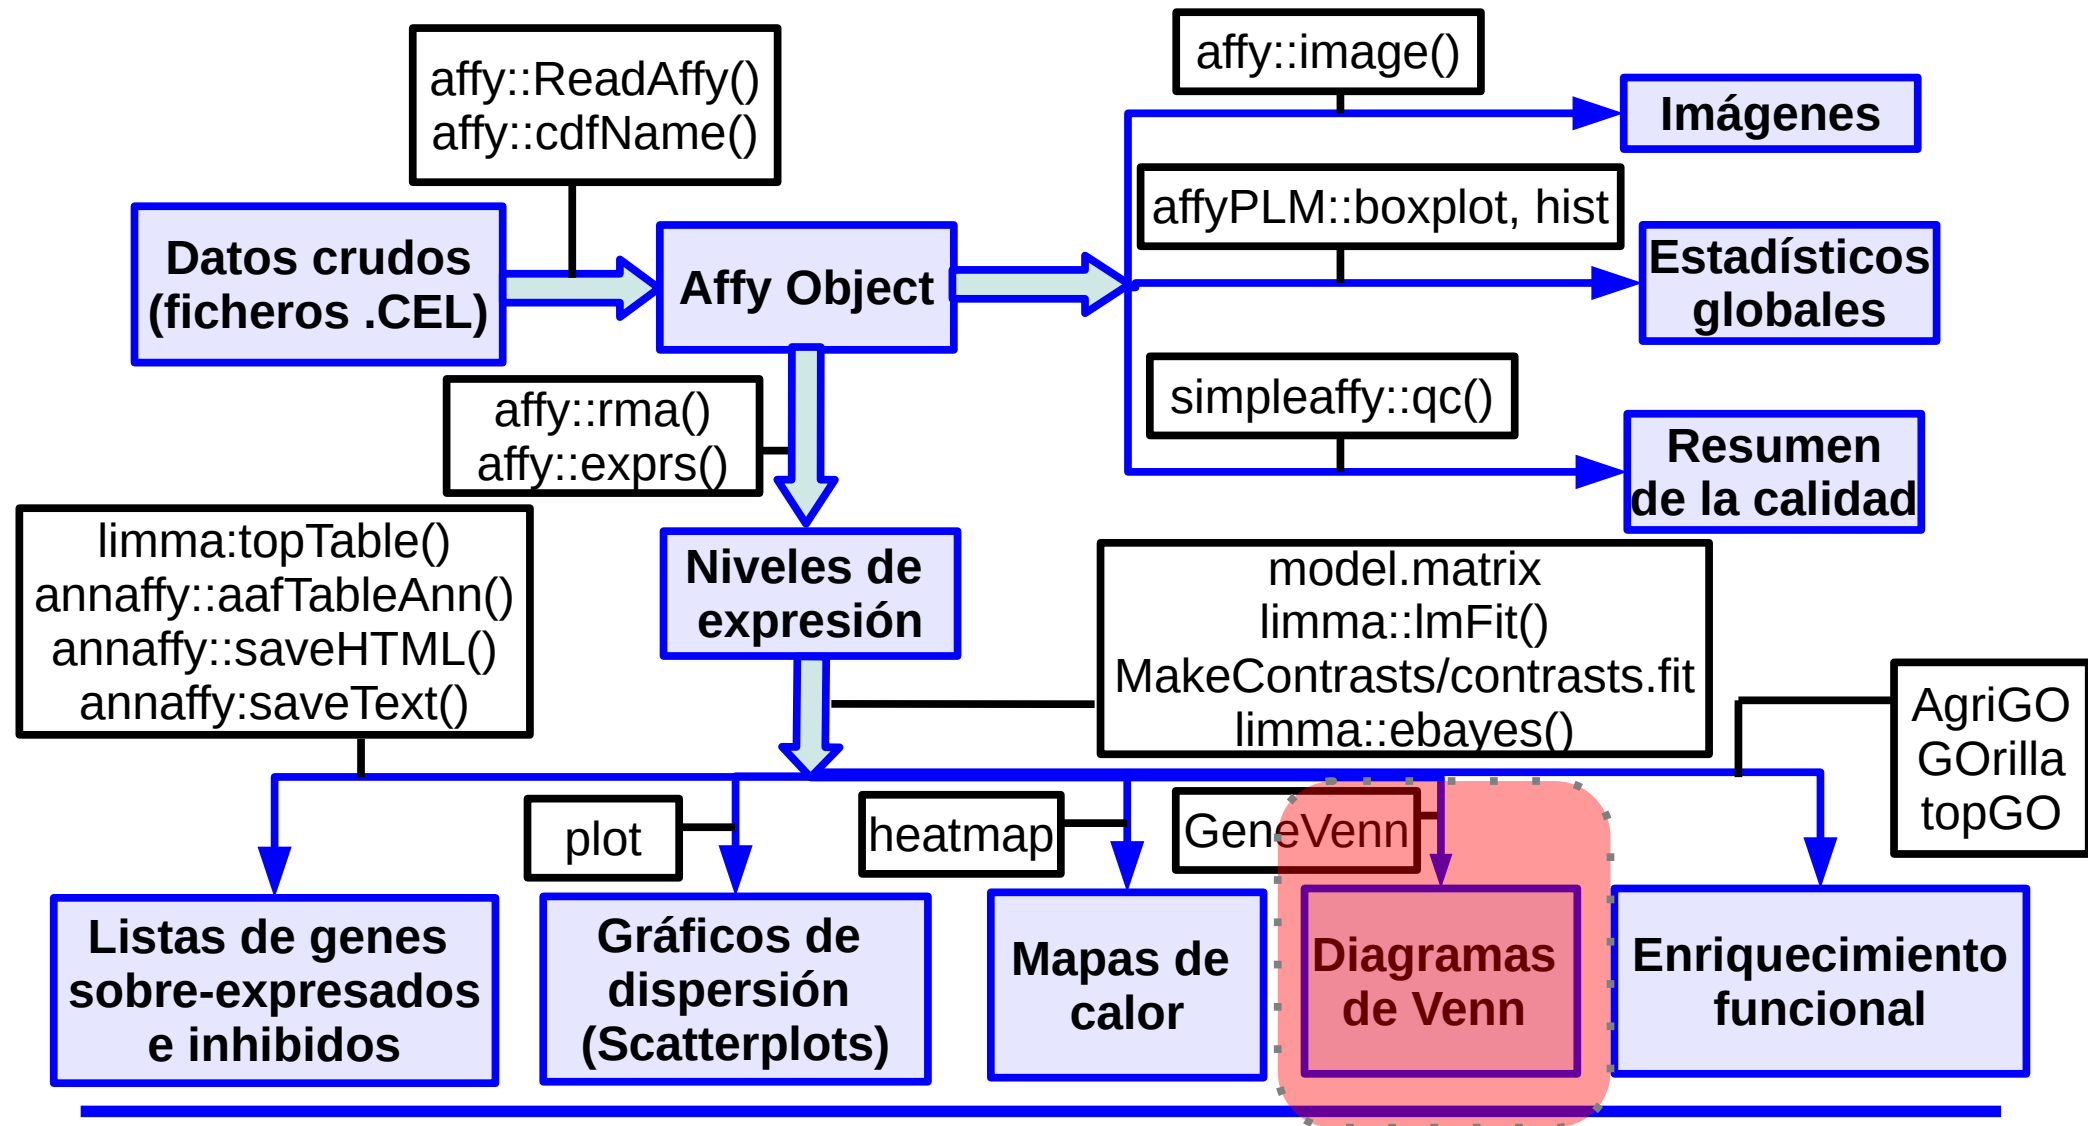 affy::ReadAffy()
affy::cdfName()
affy::image()
Imágenes
affyPLM::boxplot, hist
Datos crudos
(ficheros .CEL)
Affy Object
Estadísticos
globales
affy::rma()
affy::exprs()
simpleaffy::qc()
Resumen
de la calidad
limma:topTable()
annaffy::aafTableAnn()
annaffy::saveHTML()
annaffy:saveText()
Niveles de
expresión
model.matrix
limma::lmFit()
MakeContrasts/contrasts.fit
limma::ebayes()
AgriGO
GOrilla
topGO
plot
heatmap
GeneVenn
Listas de genes
sobre-expresados
e inhibidos
Gráficos de
dispersión
(Scatterplots)
Mapas de
calor
Diagramas
de Venn
Enriquecimiento
funcional